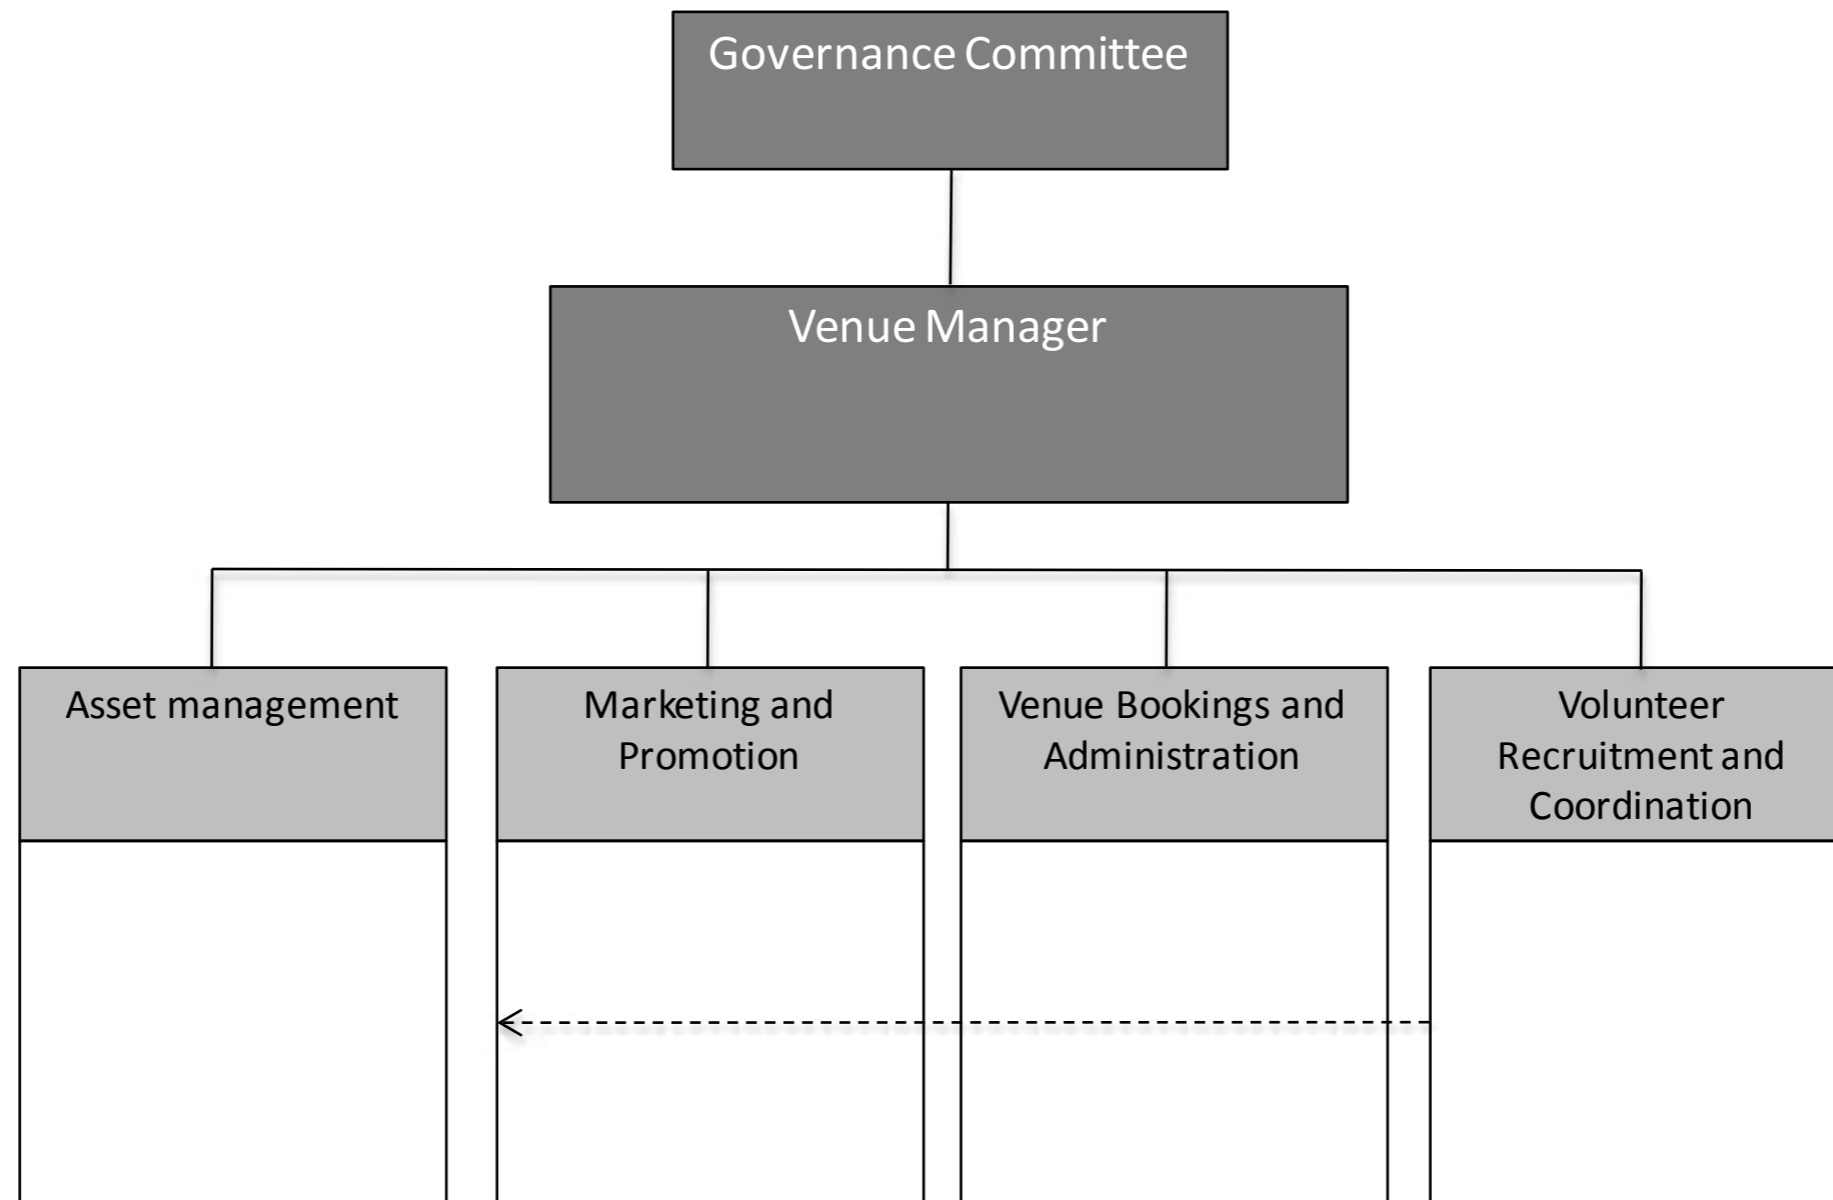 Governance Committee
Venue Manager
Asset management
Marketing and
Promotion
Venue Bookings and
Administration
Volunteer
Recruitment and
Coordination